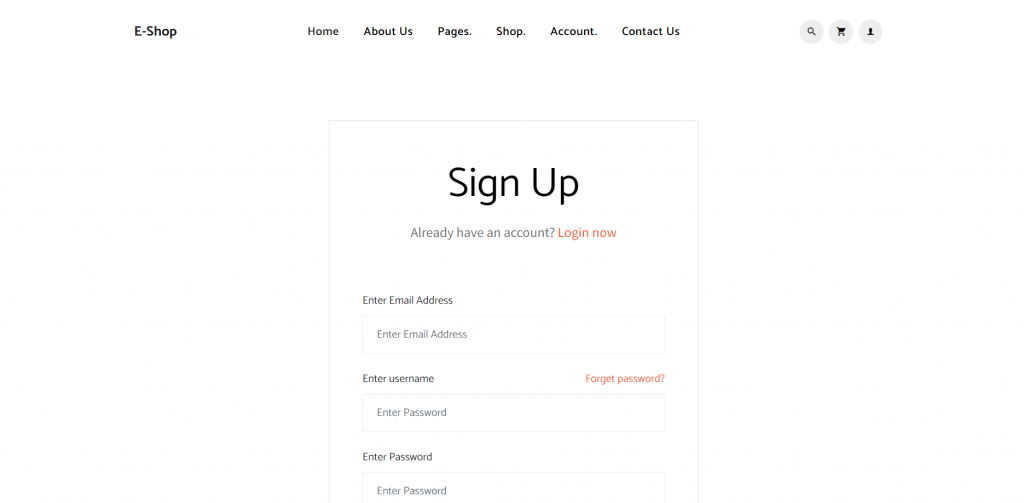 E-Shop Home About Us Pages. Shop. Account. Contact Us
Sign Up
Already have an account? Login now
Enter Email Address
Enter Email Address
Enter username Forget password?
Enter Password
Enter Password
Enter Password